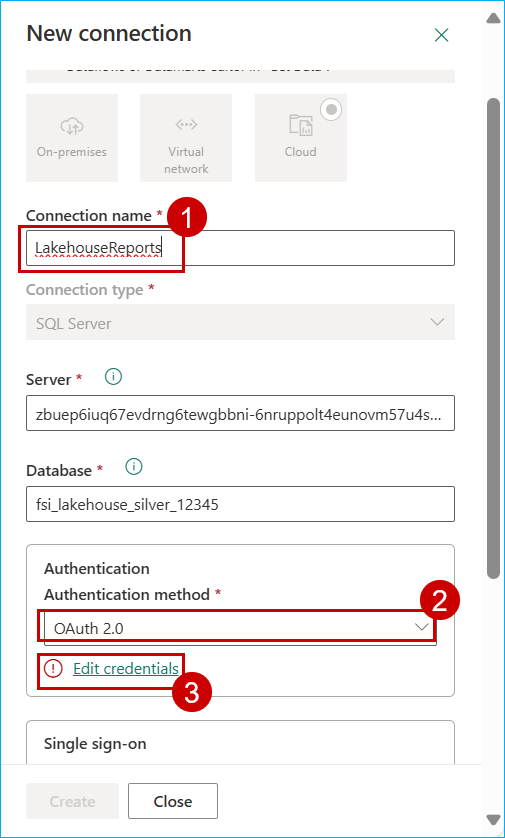 New connection
On-premises
Virtual
network
Cloud
Connection name *
1
LakehouseReports
Connection type *
SQL Server
Server *
zbuep6iuq67evdrng6tewgbbni-6nruppolt4eunovm57u4s...
Database *
fsi_lakehouse_silver_12345
Authentication
Authentication method *
2
OAuth 2.0
Edit credentials
3
Single sign-on
Create
Close